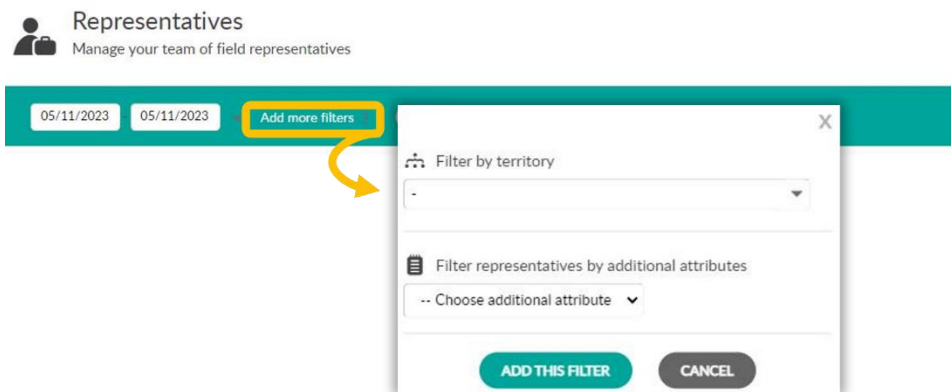 Representatives
Manage your team of field representatives
05/11/2023 - 05/11/2023 Add more filters
X
Filter by territory
-
Filter representatives by additional attributes
-- Choose additional attribute
ADD THIS FILTER CANCEL